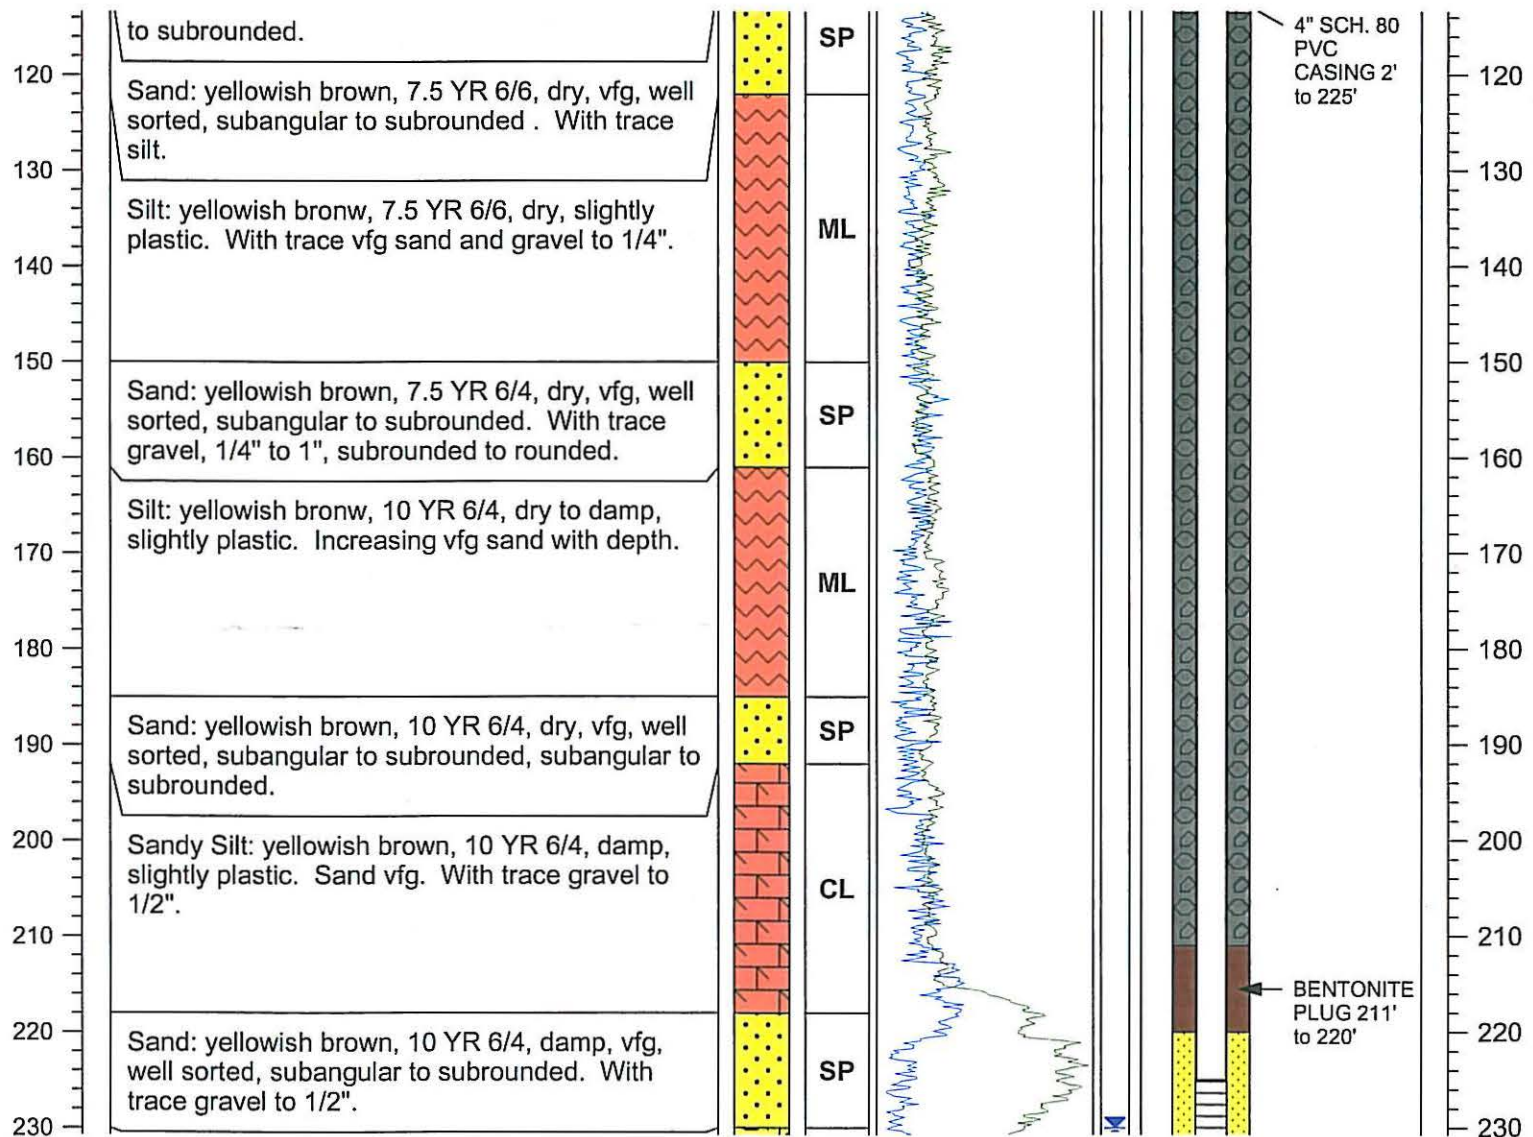 to subrounded.
Sand: yellowish brown, 7.5 YR 6/6, dry, vfg, well
sorted, subangular to subrounded . With trace
silt.
Silt: yellowish bronw, 7.5 YR 6/6, dry, slightly
plastic. With trace vfg sand and gravel to 1/4".
Sand: yellowish brown, 7.5 YR 6/4, dry, vfg, well
sorted, subangular to subrounded. With trace
gravel, 1/4" to 1", subrounded to rounded.
Silt: yellowish bronw, 10 YR 6/4, dry to damp,
slightly plastic. Increasing vfg sand with depth.
Sand: yellowish brown, 10 YR 6/4, dry, vfg, well
sorted, subangular to subrounded, subangular to
subrounded.
Sandy Silt: yellowish brown, 10 YR 6/4, damp,
slightly plastic. Sand vfg. With trace gravel to
1/2".
Sand: yellowish brown, 10 YR 6/4, damp, vfg,
well sorted, subangular to subrounded. With
trace gravel to 1/2".
120
130
140
150
160
170
180
190
200
210
220
230
SP
ML
SP
ML
SP
CL
SP
4" SCH. 80
PVC
CASING 2'
to 225'
BENTONITE
PLUG 211'
to 220'
120
130
140
150
160
170
180
190
200
210
220
230